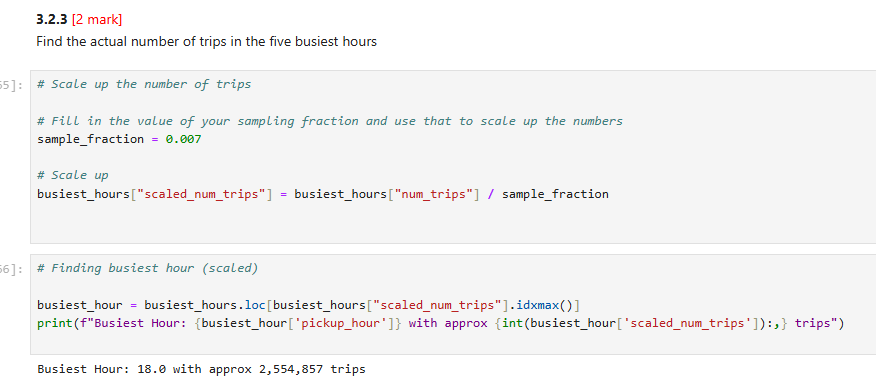 3.2.3 [2 mark]
Find the actual number of trips in the five busiest hours
5]: # Scale up the number of trips
# Fill in the value of your sampling fraction and use that to scale up the numbers
sample_fraction = 0.007
# Scale up
busiest_hours["scaled_num_trips"] = busiest_hours["num_trips"] / sample_fraction
6]: # Finding busiest hour (scaled)
busiest_hour = busiest_hours.loc[busiest_hours["scaled_num_trips"].idxmax()]
print(f"Busiest Hour: {busiest_hour['pickup_hour']} with approx {int(busiest_hour['scaled_num_trips']):,} trips")
Busiest Hour: 18.0 with approx 2,554,857 trips